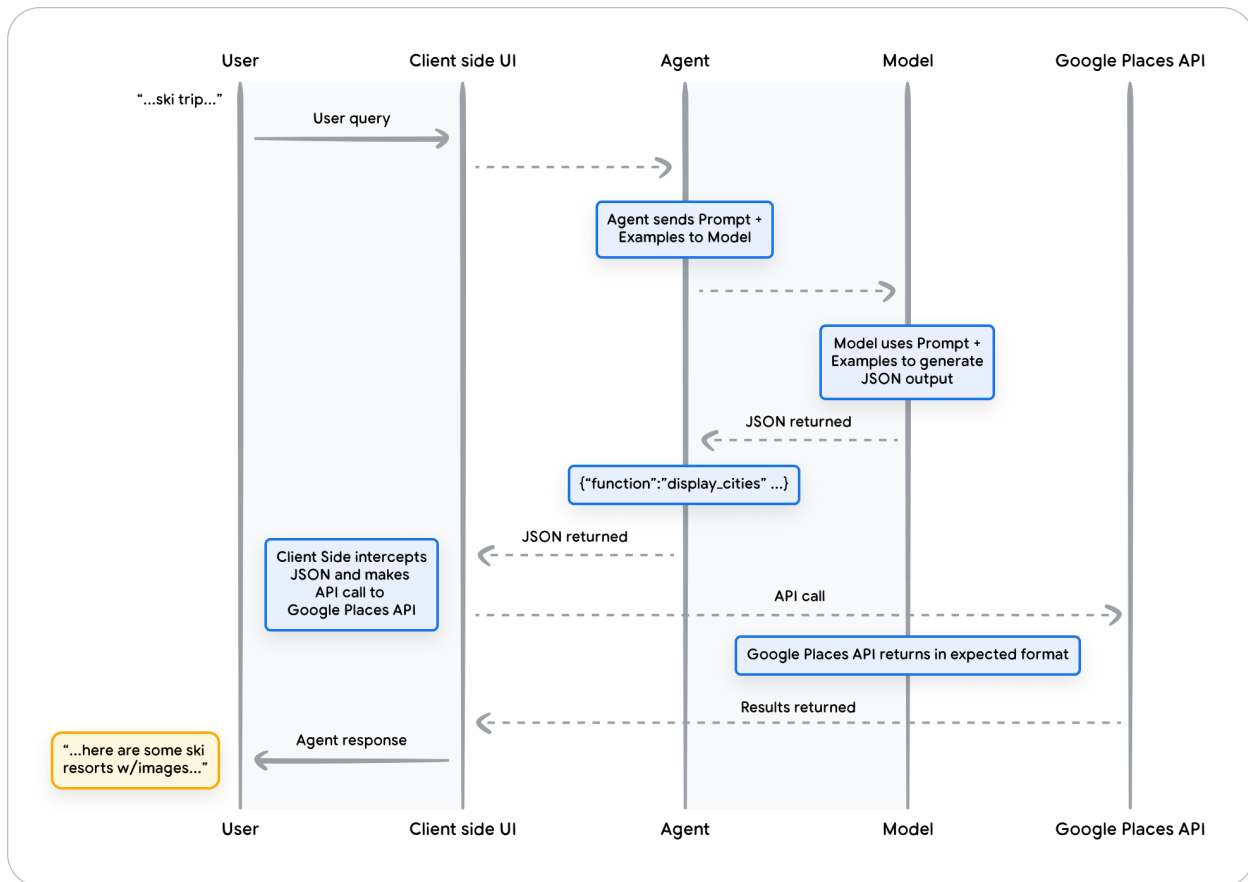 User
Client side UI
Agent
Model
Google Places API
“...ski trip...”
User query
Agent sends Prompt +
Examples to Model
Model uses Prompt +
Examples to generate
JSON output
JSON returned
{“function”:”display_cities” ...}
JSON returned
Client Side intercepts
JSON and makes
API call to
Google Places API
API call
Google Places API returns in expected format
Results returned
Agent response
“...here are some ski
resorts w/images...”
User
Client side UI
Agent
Model
Google Places API